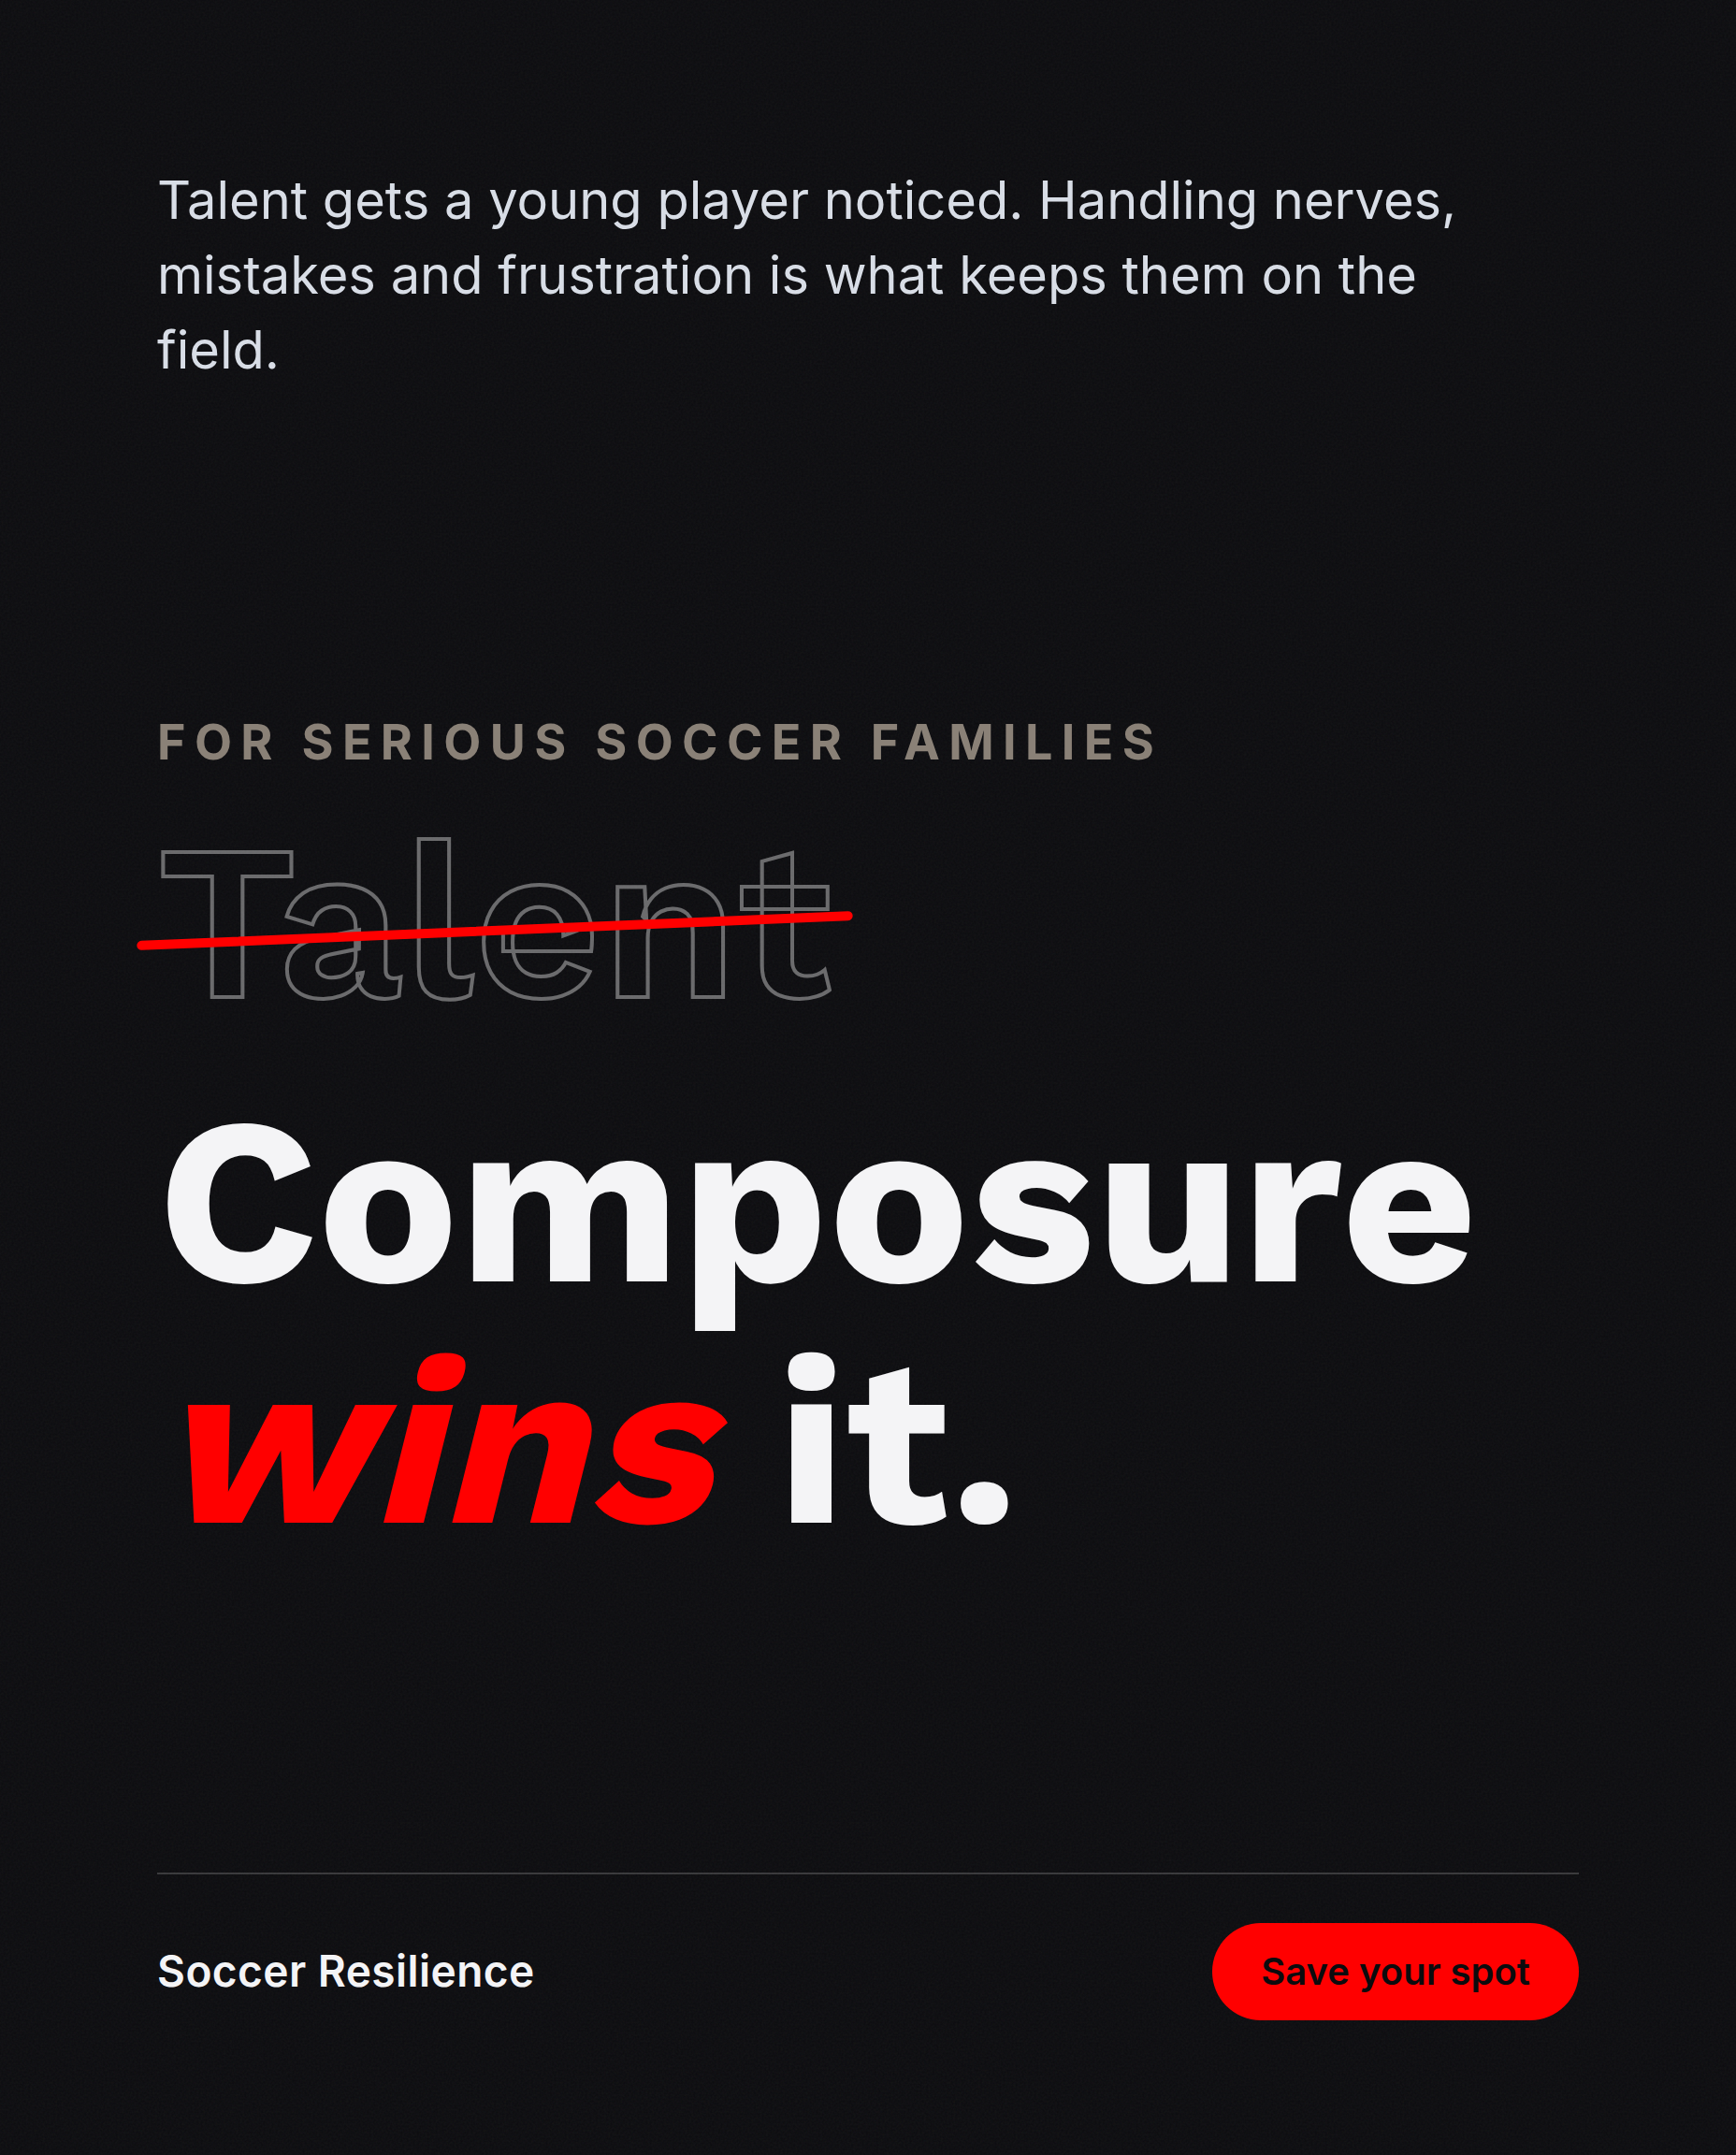 Talent gets a young player noticed. Handling nerves,
mistakes and frustration is what keeps them on the
field.
FOR SERIOUS SOCCER FAMILIES
Talent
Composure
wins it.
Soccer Resilience
Save your spot